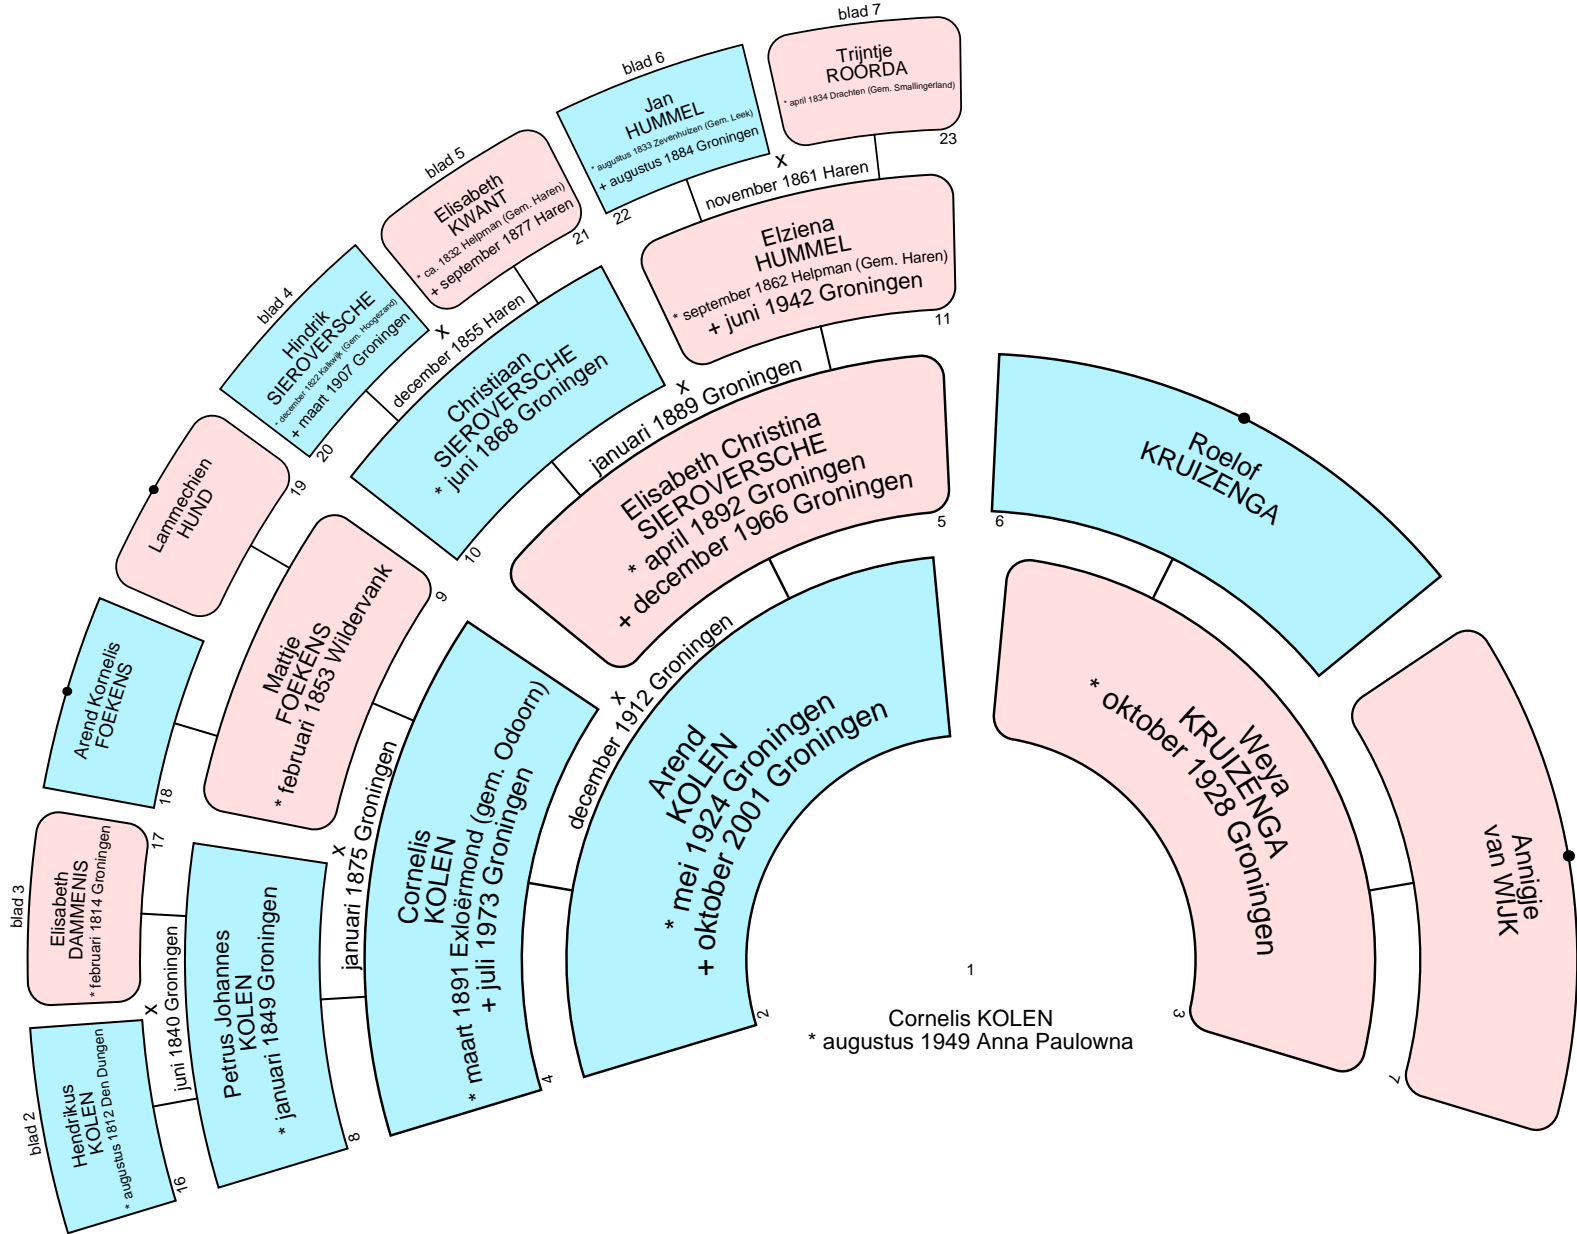 blad 7
Trijntje
ROORDA
* april 1834 Drachten (Gem. Smallingerland)
23
blad 6
Jan
HUMMEL
* augustus 1833 Zevenhuizen (Gem. Leek)
+ augustus 1884 Groningen
22
x
november 1861 Haren
blad 5
Elisabeth
KWANT
* ca. 1832 Helpman (Gem. Haren)
+ september 1877 Haren
21
blad 4
Hindrik
SIEROVERSCHE
* december 1822 Kalkwijk (Gem. Hoogezand)
+ maart 1907 Groningen
20
x
december 1855 Haren
Lammechien
HUND
19
Arend Kornelis
FOEKENS
18
blad 3
Elisabeth
DAMMENIS
* februari 1814 Groningen
17
blad 2
Hendrikus
KOLEN
* augustus 1812 Den Dungen
16
x
juni 1840 Groningen
Elziena
HUMMEL
* september 1862 Helpman (Gem. Haren)
+ juni 1942 Groningen
11
Christiaan
SIEROVERSCHE
* juni 1868 Groningen
10
x
januari 1889 Groningen
Mattje
FOEKENS
* februari 1853 Wildervank
9
Petrus Johannes
KOLEN
* januari 1849 Groningen
8
x
januari 1875 Groningen
Elisabeth Christina
SIEROVERSCHE
* april 1892 Groningen
+ december 1966 Groningen
5
Cornelis
KOLEN
* maart 1891 Exloërmond (gem. Odoorn)
+ juli 1973 Groningen
4
x
december 1912 Groningen
Roelof
KRUIZENGA
6
Annigje
van WIJK
7
Arend
KOLEN
* mei 1924 Groningen
+ oktober 2001 Groningen
2
Weya
KRUIZENGA
* oktober 1928 Groningen
3
1
Cornelis KOLEN
* augustus 1949 Anna Paulowna